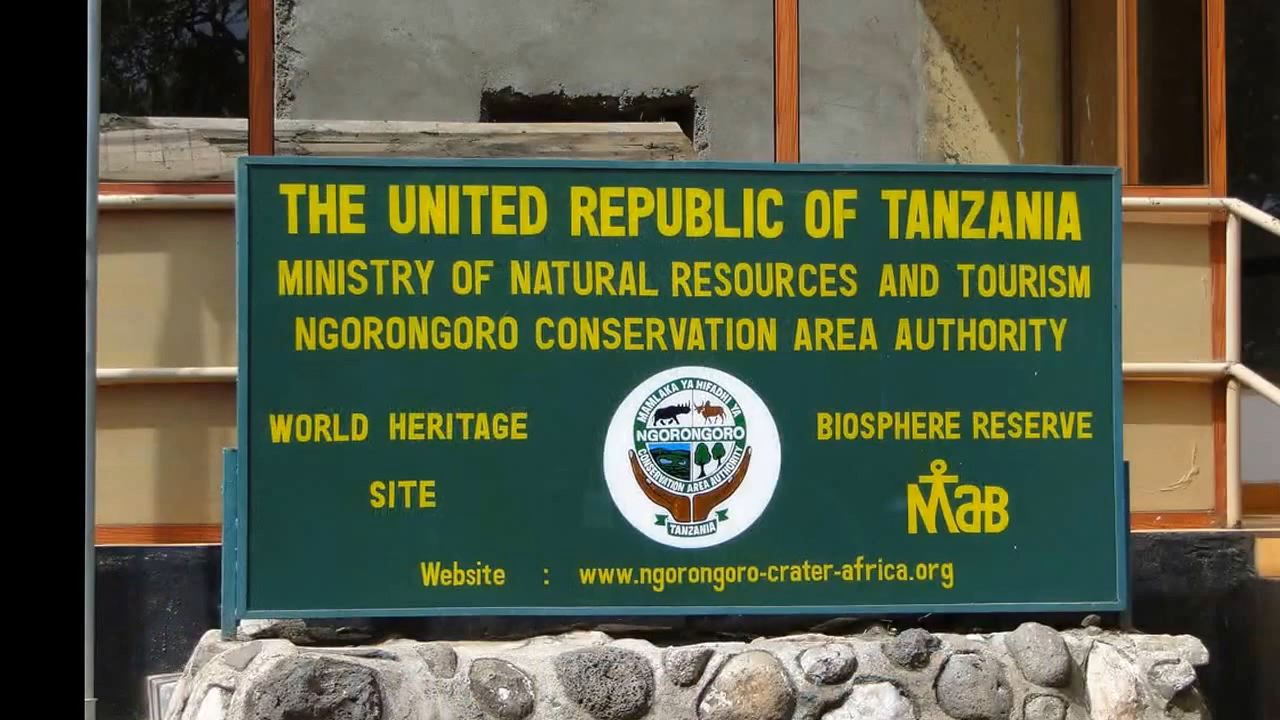 THE UNITED REPUBLIC OF TANZANIA
MINISTRY OF NATURAL RESOURCES AND TOURISM
NGORONGORO CONSERVATION AREA AUTHORITY
WORLD HERITAGE
SITE
MAMLAKA YA HIFADHI YA
NGORONGORO
CONSERVATION AREA AUTHORITY
TANZANIA
BIOSPHERE RESERVE
MaB
Website : www.ngorongoro-crater-africa.org